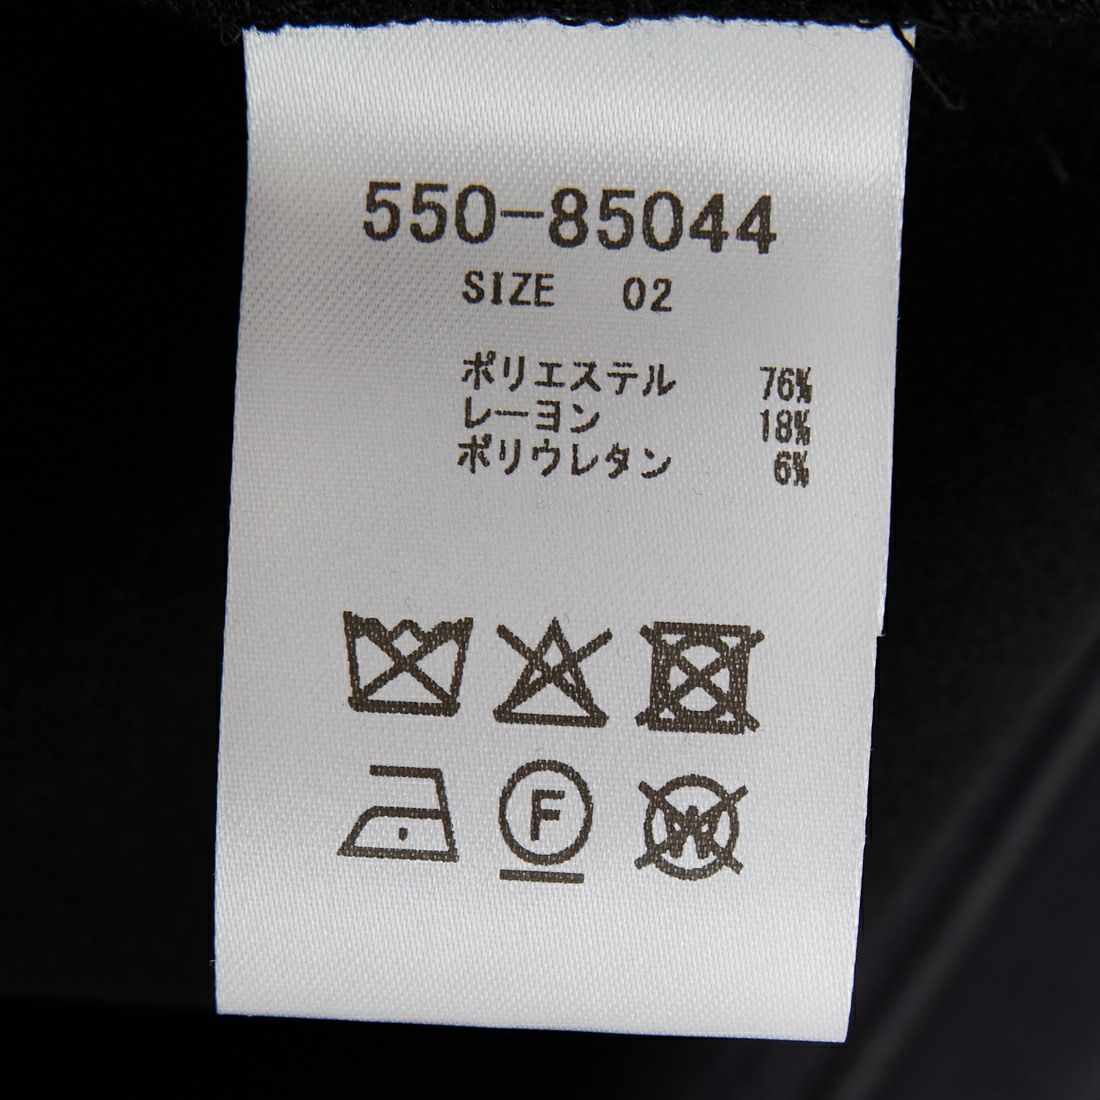 550-85044
SIZE 02
ポリエステル 76%
レーヨン 18%
ポリウレタン 6%
F
W